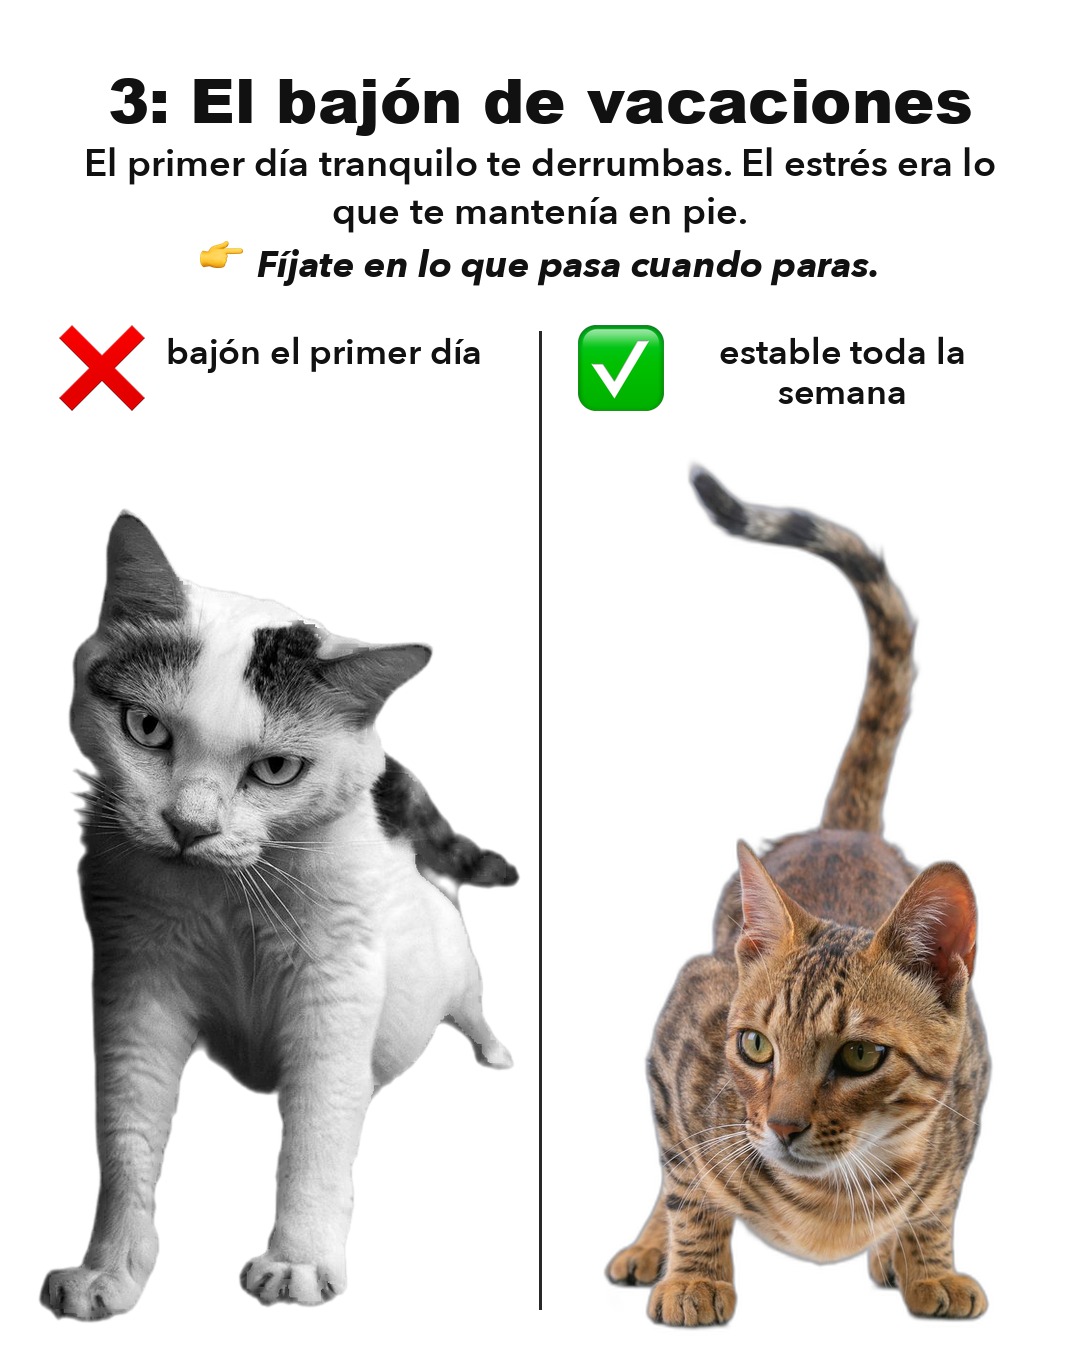 3: El bajón de vacaciones
El primer día tranquilo te derrumbas. El estrés era lo
que te mantenía en pie.
👉 Fíjate en lo que pasa cuando paras.
❌ bajón el primer día
✅ estable toda la
semana